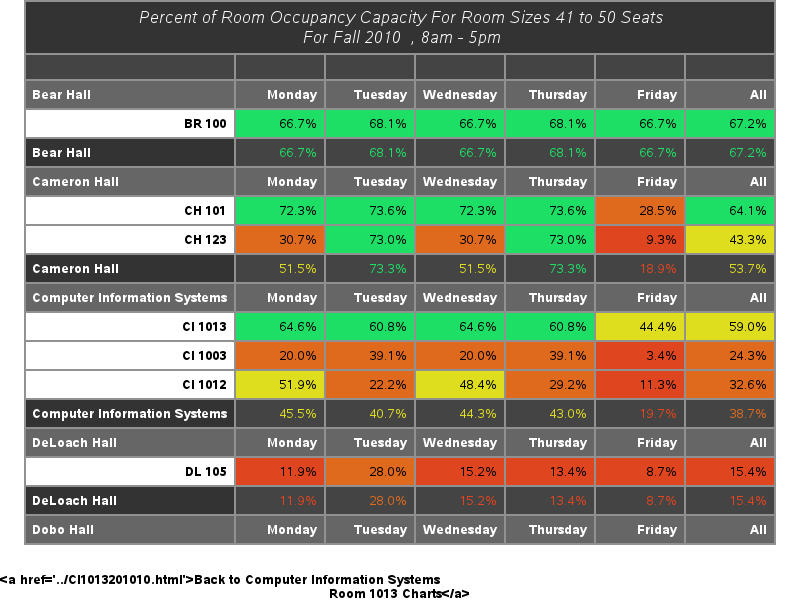 Percent of Room Occupancy Capacity For Room Sizes 41 to 50 Seats
For Fall 2010 , 8am - 5pm
Bear Hall Monday Tuesday Wednesday Thursday Friday All
BR 100 66.7% 68.1% 66.7% 68.1% 66.7% 67.2%
Bear Hall 66.7% 68.1% 66.7% 68.1% 66.7% 67.2%
Cameron Hall Monday Tuesday Wednesday Thursday Friday All
CH 101 72.3% 73.6% 72.3% 73.6% 28.5% 64.1%
CH 123 30.7% 73.0% 30.7% 73.0% 9.3% 43.3%
Cameron Hall 51.5% 73.3% 51.5% 73.3% 18.9% 53.7%
Computer Information Systems Monday Tuesday Wednesday Thursday Friday All
CI 1013 64.6% 60.8% 64.6% 60.8% 44.4% 59.0%
CI 1003 20.0% 39.1% 20.0% 39.1% 3.4% 24.3%
CI 1012 51.9% 22.2% 48.4% 29.2% 11.3% 32.6%
Computer Information Systems 45.5% 40.7% 44.3% 43.0% 19.7% 38.7%
DeLoach Hall Monday Tuesday Wednesday Thursday Friday All
DL 105 11.9% 28.0% 15.2% 13.4% 8.7% 15.4%
DeLoach Hall 11.9% 28.0% 15.2% 13.4% 8.7% 15.4%
Dobo Hall Monday Tuesday Wednesday Thursday Friday All
<a href='../CI1013201010.html'>Back to Computer Information Systems
Room 1013 Charts</a>